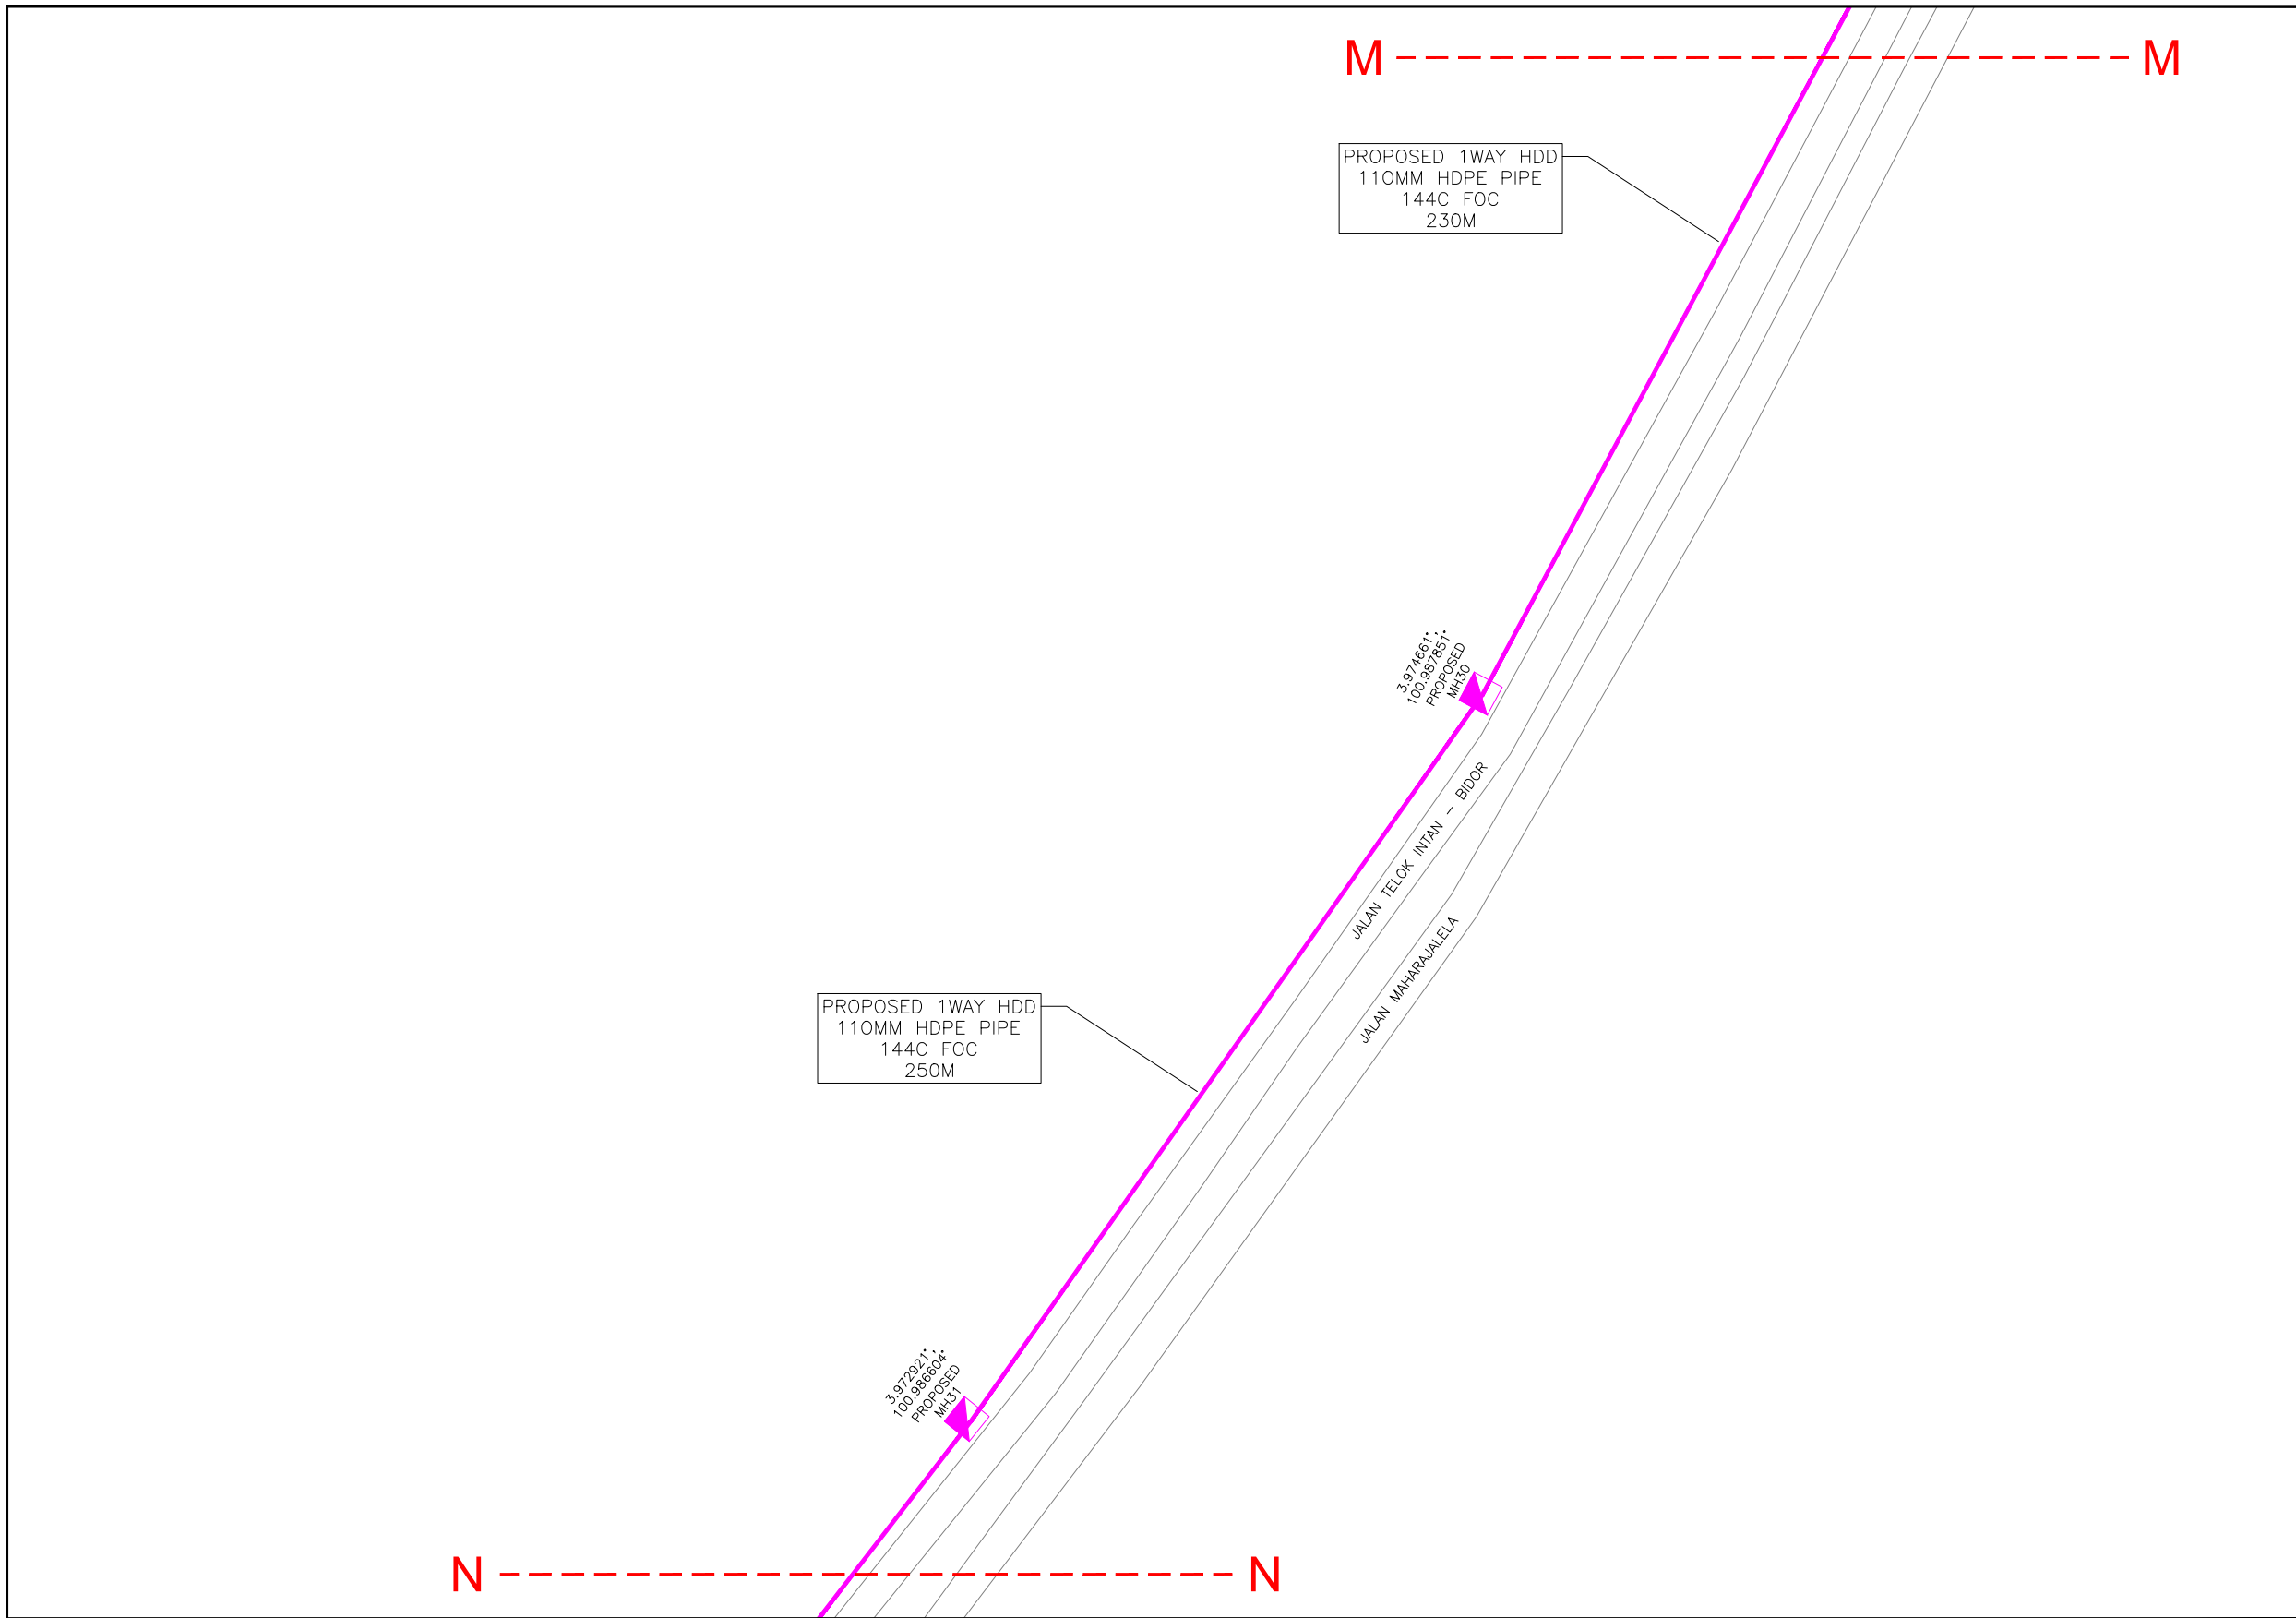 M M
PROPOSED 1WAY HDD
110MM HDPE PIPE
144C FOC
230M
3.974661°,
100.987851°
PROPOSED
MH30
JALAN TELOK INTAN - BIDOR
JALAN MAHARAJALELA
PROPOSED 1WAY HDD
110MM HDPE PIPE
144C FOC
250M
3.972921°,
100.986604°
PROPOSED
MH31
N N